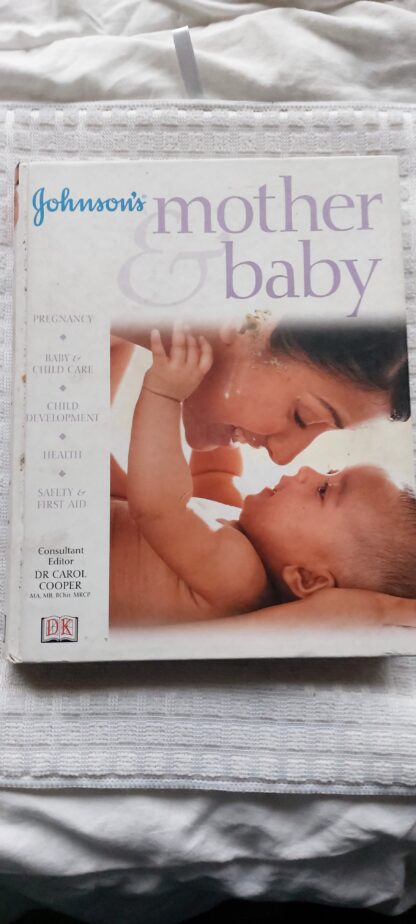 Johnson's mother
& baby
PREGNANCY
BABY &
CHILD CARE
CHILD
DEVELOPMENT
HEALTH
SAFETY &
FIRST AID
Consultant
Editor
DR CAROL
COOPER
MA, MB, BChir, MRCP
DK